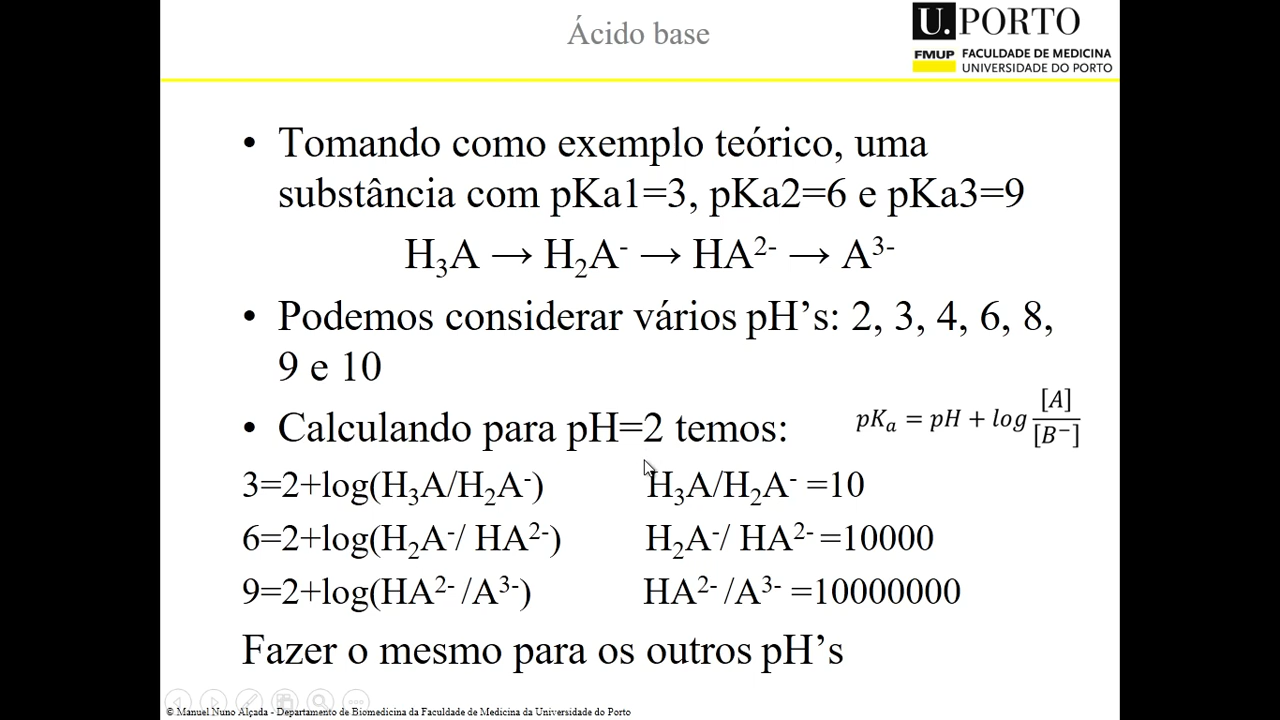 Ácido base
U. PORTO
FMUP FACULDADE DE MEDICINA
UNIVERSIDADE DO PORTO
• Tomando como exemplo teórico, uma
substância com pKa1=3, pKa2=6 e pKa3=9
H₃A → H₂A⁻ → HA²⁻ → A³⁻
• Podemos considerar vários pH’s: 2, 3, 4, 6, 8,
9 e 10
• Calculando para pH=2 temos:
pKₐ = pH + log [A]/[B⁻]
3=2+log(H₃A/H₂A⁻) H₃A/H₂A⁻ =10
6=2+log(H₂A⁻/ HA²⁻) H₂A⁻/ HA²⁻ =10000
9=2+log(HA²⁻ /A³⁻) HA²⁻ /A³⁻ =10000000
Fazer o mesmo para os outros pH’s
© Manuel Nuno Alçada - Departamento de Biomedicina da Faculdade de Medicina da Universidade do Porto